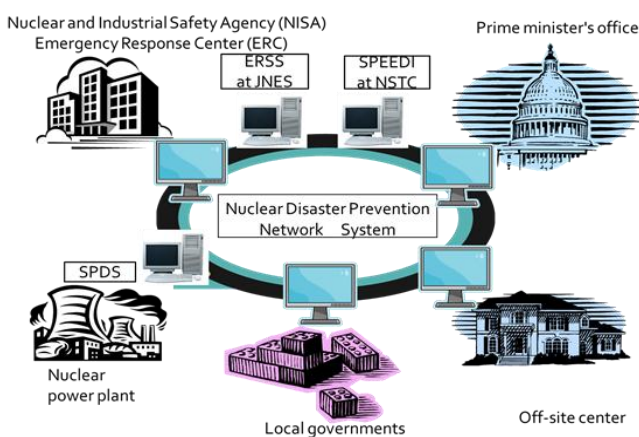 Nuclear and Industrial Safety Agency (NISA)
Emergency Response Center (ERC)
Prime minister's office
ERSS
at JNES
SPEEDI
at NSTC
Nuclear Disaster Prevention
Network System
SPDS
Nuclear
power plant
Local governments
Off-site center